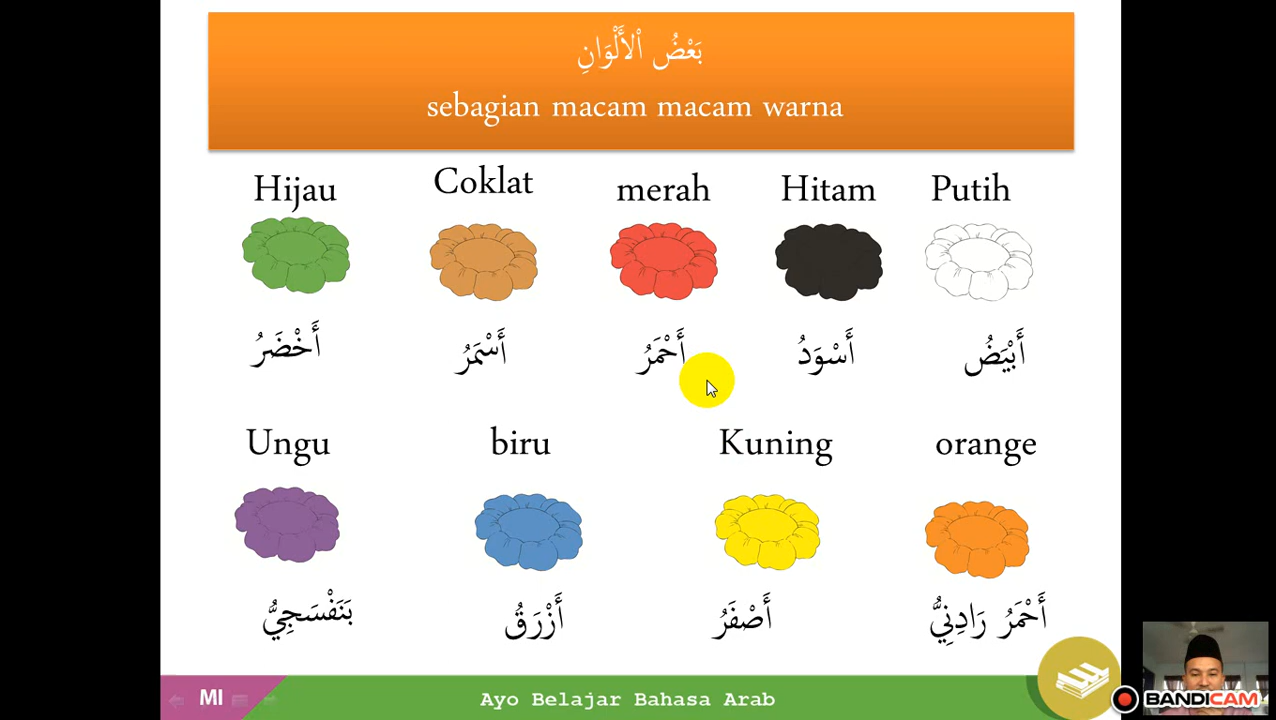 بَعْضُ اْلأَلْوَانِ
sebagian macam macam warna
Hijau Coklat merah Hitam Putih
أَخْضَرُ أَسْمَرُ أَحْمَرُ أَسْوَدُ أَبْيَضُ
Ungu biru Kuning orange
بَنَفْسَجِيُّ أَزْرَقُ أَصْفَرُ أَحْمَرُ رَادِنِيُّ
MI Ayo Belajar Bahasa Arab
BANDICAM